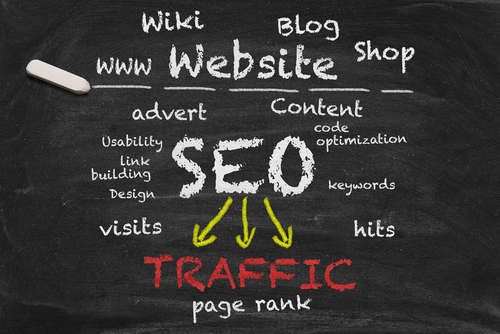 Wiki
Blog
www
Website
Shop
advert
Content
code
optimization
Usability
link
building
Design
SEO
keywords
visits
hits
TRAFFIC
page rank